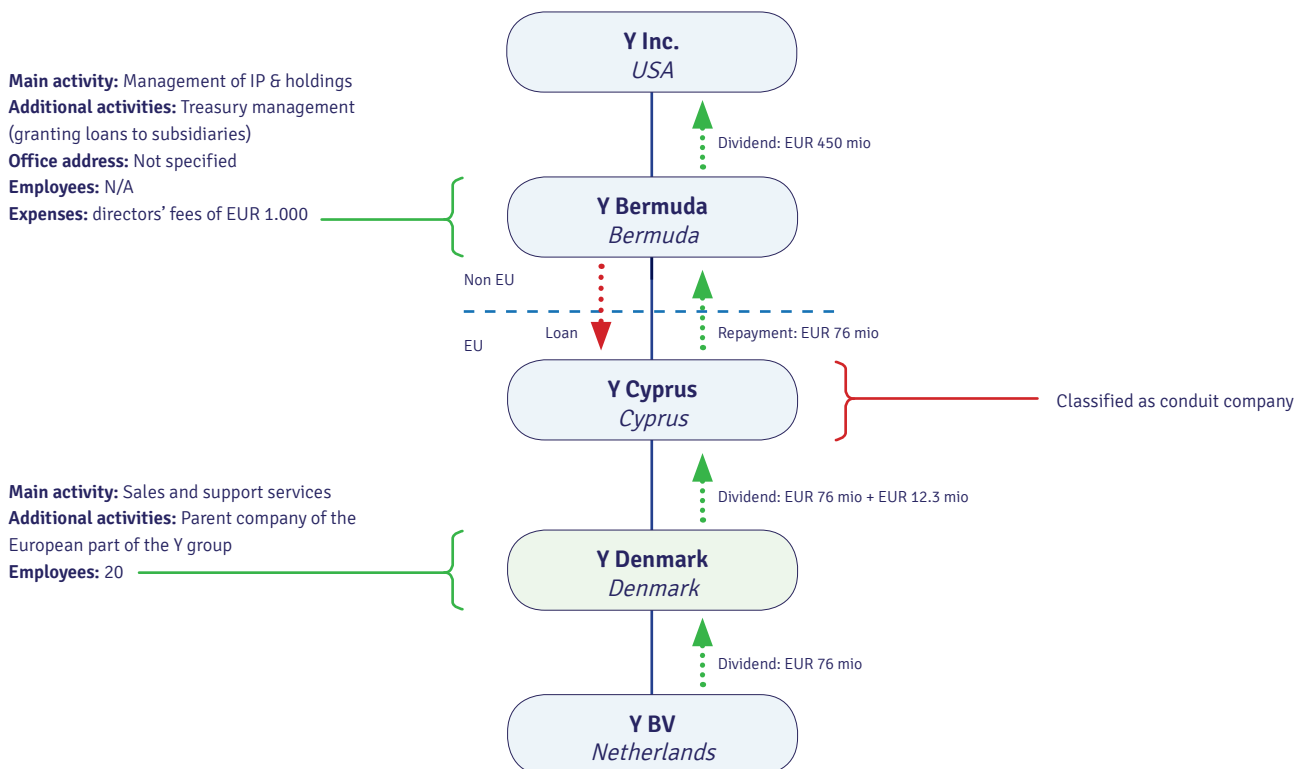 Y Inc.
USA
Main activity: Management of IP & holdings
Additional activities: Treasury management
(granting loans to subsidiaries)
Office address: Not specified
Employees: N/A
Expenses: directors’ fees of EUR 1.000
Dividend: EUR 450 mio
Y Bermuda
Bermuda
Non EU
EU
Loan
Repayment: EUR 76 mio
Y Cyprus
Cyprus
Classified as conduit company
Dividend: EUR 76 mio + EUR 12.3 mio
Main activity: Sales and support services
Additional activities: Parent company of the
European part of the Y group
Employees: 20
Y Denmark
Denmark
Dividend: EUR 76 mio
Y BV
Netherlands